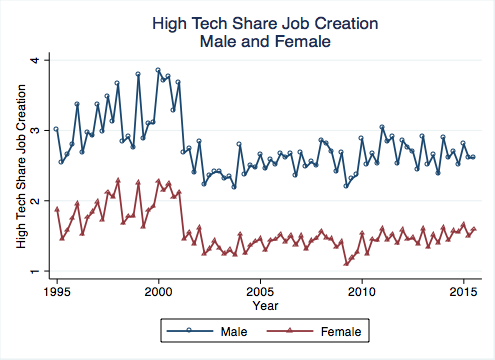 High Tech Share Job Creation
Male and Female
High Tech Share Job Creation
4
3
2
1
1995
2000
2005
2010
2015
Year
Male
Female